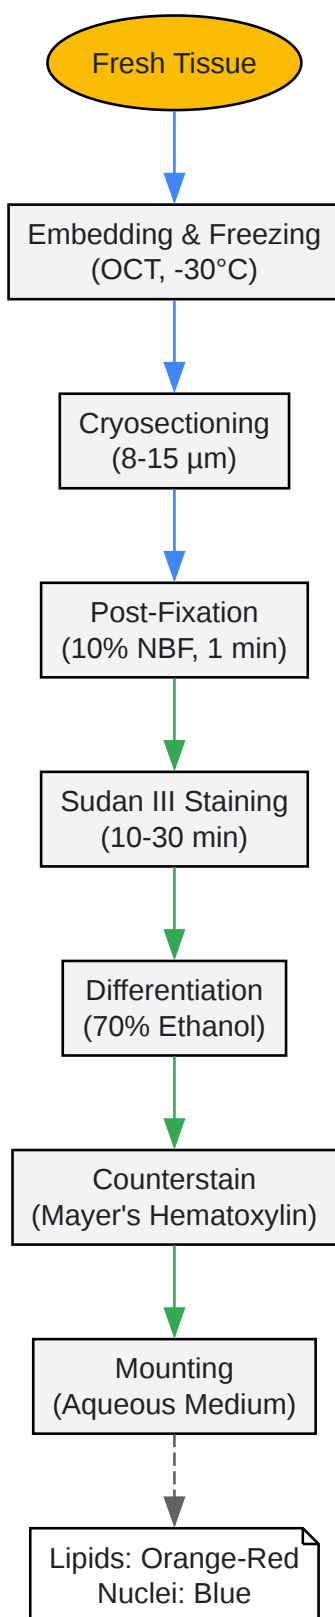 Fresh Tissue
Embedding & Freezing
(OCT, -30°C)
Cryosectioning
(8-15 µm)
Post-Fixation
(10% NBF, 1 min)
Sudan III Staining
(10-30 min)
Differentiation
(70% Ethanol)
Counterstain
(Mayer's Hematoxylin)
Mounting
(Aqueous Medium)
Lipids: Orange-Red
Nuclei: Blue